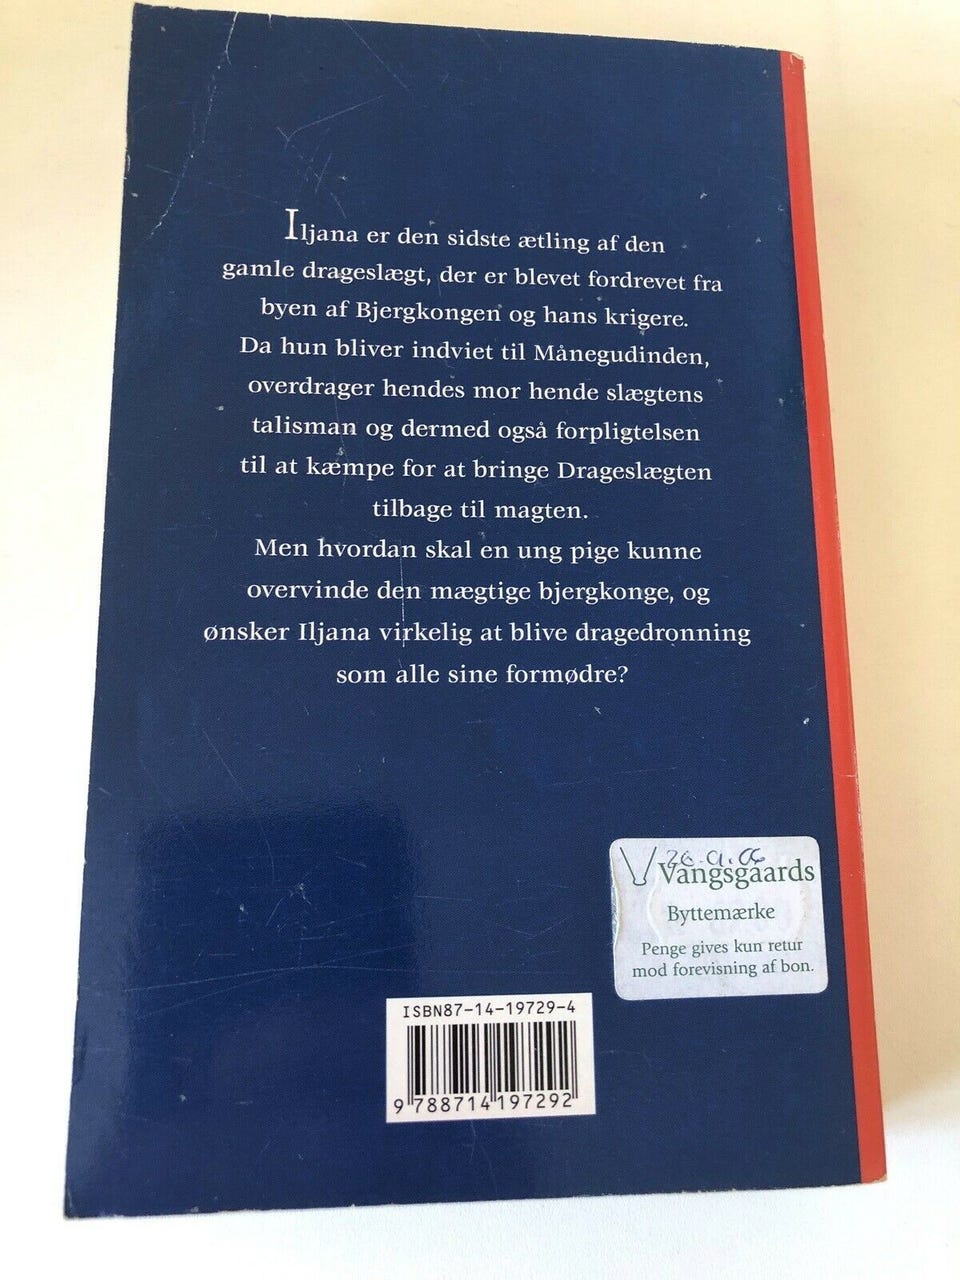 Iljana er den sidste ætling af den
gamle drageslægt, der er blevet fordrevet fra
byen af Bjergkongen og hans krigere.
Da hun bliver indviet til Månegudinden,
overdrager hendes mor hende slægtens
talisman og dermed også forpligtelsen
til at kæmpe for at bringe Drageslægten
tilbage til magten.
Men hvordan skal en ung pige kunne
overvinde den mægtige bjergkonge, og
ønsker Iljana virkelig at blive dragedronning
som alle sine formødre?
Vangsgaards
Byttemærke
Penge gives kun retur
mod forevisning af bon.
ISBN87-14-19729-4
9 788714 197292